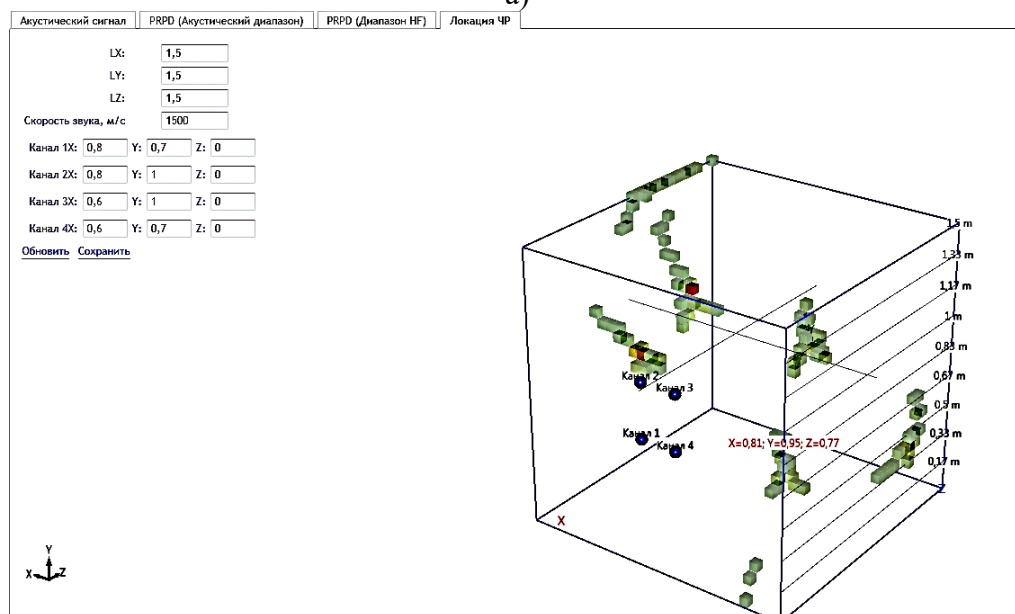 а)
Акустический сигнал PRPD (Акустический диапазон) PRPD (Диапазон HF) Локация ЧР
LX: 1,5
LY: 1,5
LZ: 1,5
Скорость звука, м/с 1500
Канал 1X: 0,8 Y: 0,7 Z: 0
Канал 2X: 0,8 Y: 1 Z: 0
Канал 3X: 0,6 Y: 1 Z: 0
Канал 4X: 0,6 Y: 0,7 Z: 0
Обновить Сохранить
1,5 m
1,33 m
1,17 m
1 m
0,83 m
0,67 m
0,5 m
0,33 m
0,17 m
Канал 2
Канал 3
Канал 1
Канал 4
X=0,81; Y=0,95; Z=0,77
Z
X
Y
X Z